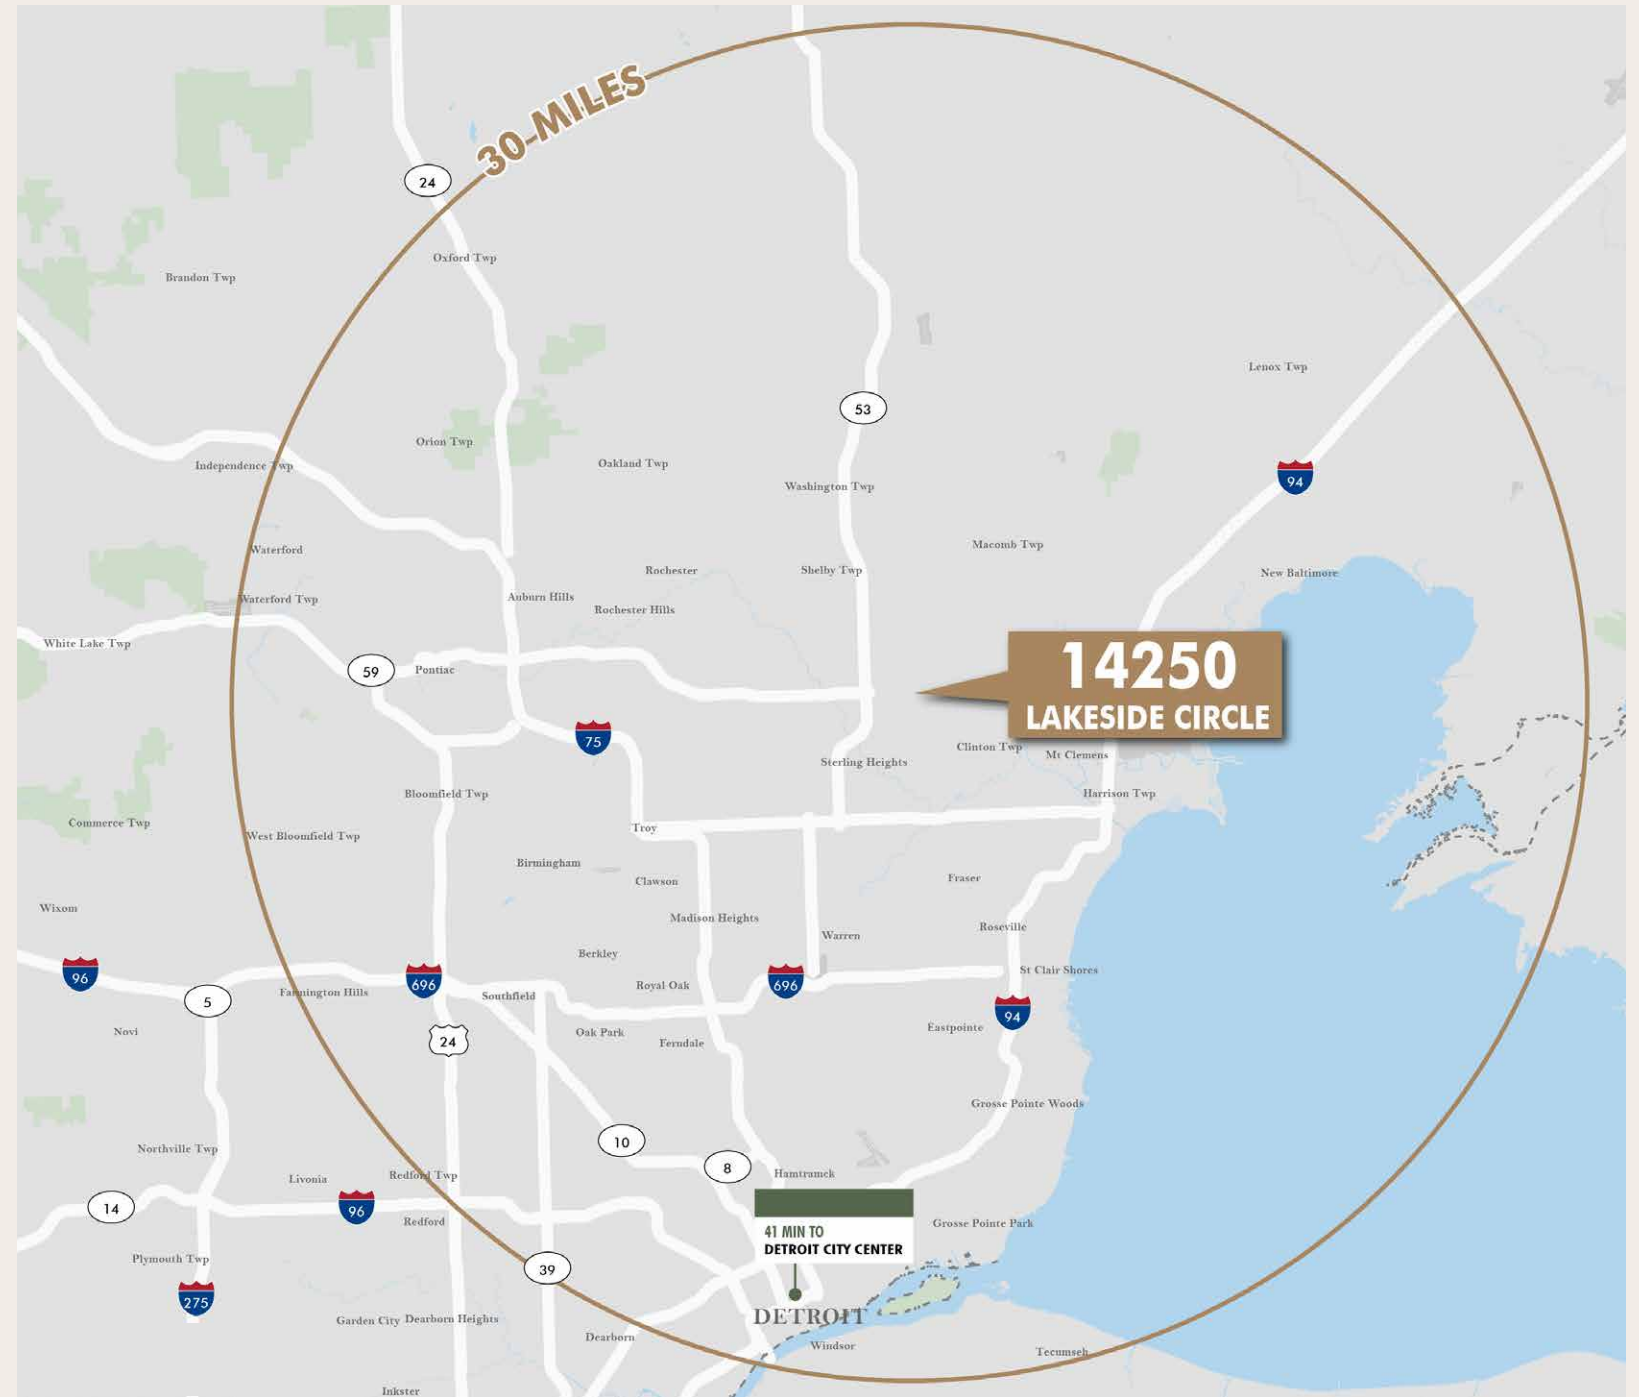 30 MILES
24
Oxford Twp
Brandon Twp
Lenox Twp
53
Orion Twp
Independence Twp
Oakland Twp
94
Washington Twp
Macomb Twp
Waterford
Rochester
Shelby Twp
New Baltimore
Waterford Twp
Auburn Hills
Rochester Hills
White Lake Twp
59
Pontiac
14250
LAKESIDE CIRCLE
75
Clinton Twp
Mt Clemens
Sterling Heights
Bloomfield Twp
Harrison Twp
Commerce Twp
West Bloomfield Twp
Troy
Birmingham
Clawson
Fraser
Wixom
Madison Heights
Roseville
Warren
Berkley
96
696
Royal Oak
696
St Clair Shores
5
Farmington Hills
Southfield
94
Novi
24
Oak Park
Ferndale
Eastpointe
Grosse Pointe Woods
Northville Twp
10
8
Livonia
Redford Twp
Hamtramck
14
96
Redford
Grosse Pointe Park
41 MIN TO
DETROIT CITY CENTER
Plymouth Twp
39
275
Garden City
Dearborn Heights
DETROIT
Dearborn
Windsor
Tecumseh
Inkster